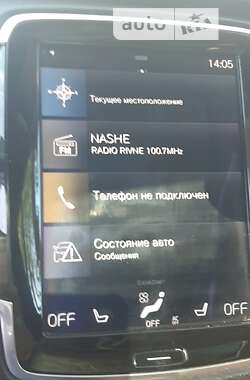 auto RIA
14:05
Текущее местоположение
NASHE
FM
RADIO RIVNE 100.7MHz
Телефон не подключен
Состояние авто
Сообщения
OFF
OFF
OFF